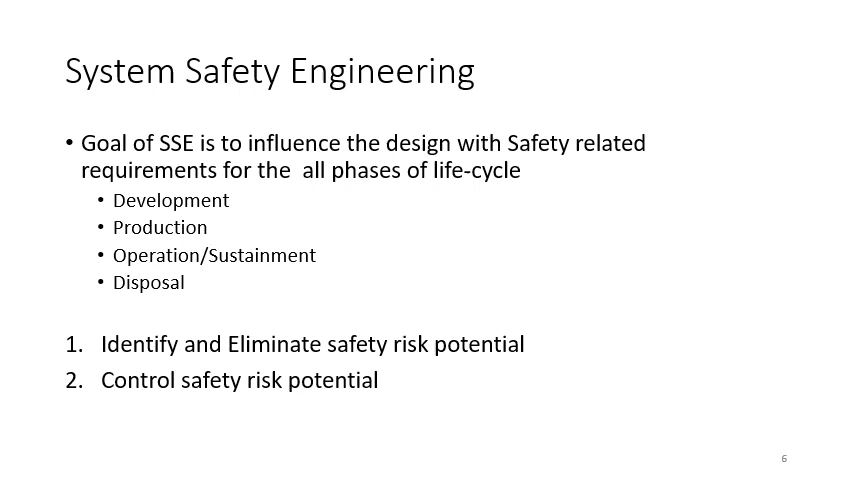 System Safety Engineering
• Goal of SSE is to influence the design with Safety related
requirements for the  all phases of life-cycle
• Development
• Production
• Operation/Sustainment
• Disposal
1. Identify and Eliminate safety risk potential
2. Control safety risk potential
6